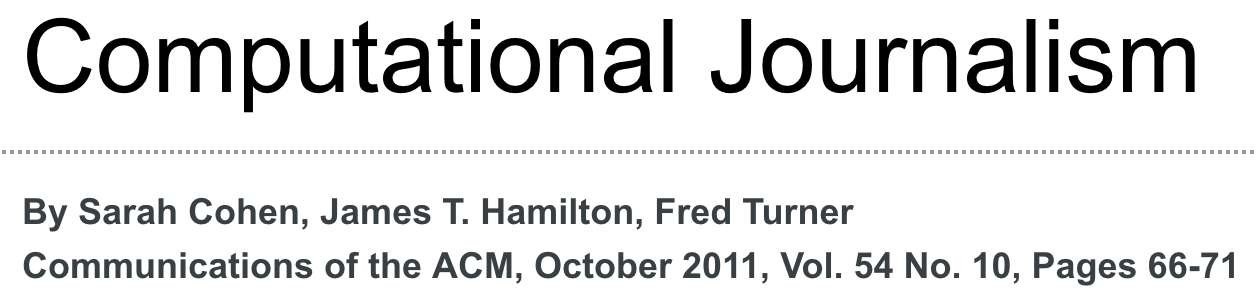 Computational Journalism
By Sarah Cohen, James T. Hamilton, Fred Turner
Communications of the ACM, October 2011, Vol. 54 No. 10, Pages 66-71